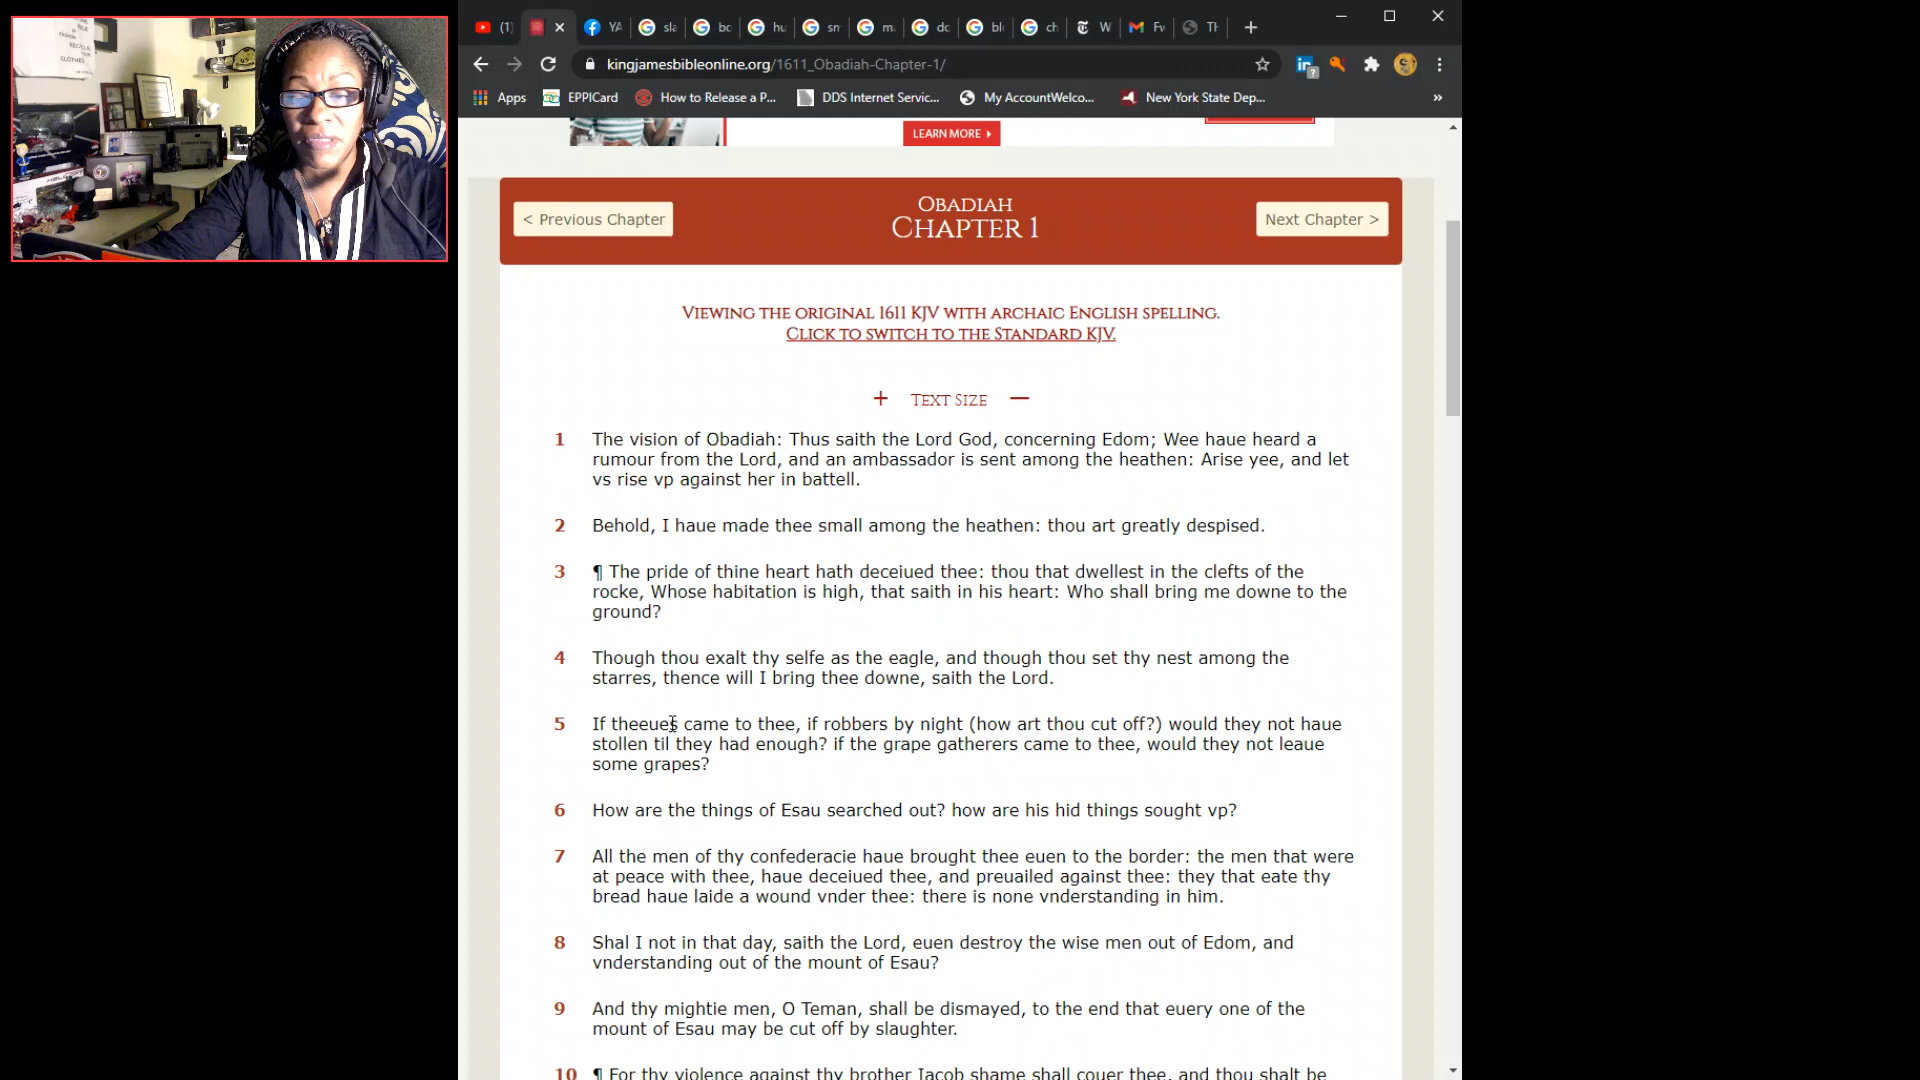 (1)
YA
sla
bc
hu
sn
m
dc
bl
ch
W
Fv
Tl
kingjamesbibleonline.org/1611_Obadiah-Chapter-1/
Apps
EPPICard
How to Release a P...
DDS Internet Servic...
My AccountWelco...
New York State Dep...
»
LEARN MORE
< Previous Chapter
Obadiah
Chapter 1
Next Chapter >
Viewing the original 1611 KJV with archaic English spelling.
Click to switch to the Standard KJV.
+ Text Size —
1 The vision of Obadiah: Thus saith the Lord God, concerning Edom; Wee haue heard a
rumour from the Lord, and an ambassador is sent among the heathen: Arise yee, and let
vs rise vp against her in battell.
2 Behold, I haue made thee small among the heathen: thou art greatly despised.
3 ¶ The pride of thine heart hath deceiued thee: thou that dwellest in the clefts of the
rocke, Whose habitation is high, that saith in his heart: Who shall bring me downe to the
ground?
4 Though thou exalt thy selfe as the eagle, and though thou set thy nest among the
starres, thence will I bring thee downe, saith the Lord.
5 If theeues came to thee, if robbers by night (how art thou cut off?) would they not haue
stollen til they had enough? if the grape gatherers came to thee, would they not leaue
some grapes?
6 How are the things of Esau searched out? how are his hid things sought vp?
7 All the men of thy confederacie haue brought thee euen to the border: the men that were
at peace with thee, haue deceiued thee, and preuailed against thee: they that eate thy
bread haue laide a wound vnder thee: there is none vnderstanding in him.
8 Shal I not in that day, saith the Lord, euen destroy the wise men out of Edom, and
vnderstanding out of the mount of Esau?
9 And thy mightie men, O Teman, shall be dismayed, to the end that euery one of the
mount of Esau may be cut off by slaughter.
10 ¶ For thy violence against thy brother Iacob shame shall couer thee, and thou shalt be